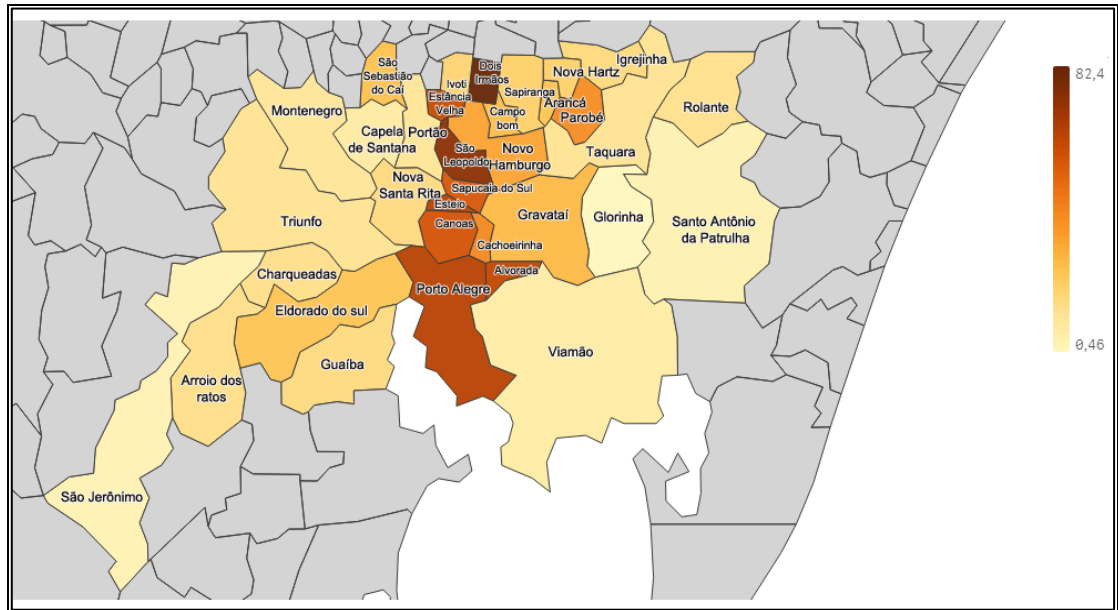 São
Sebastião
do Caí
Ivoti
Dois
Irmãos
Igrejinha
Nova Hartz
Sapiranga
Estância
Velha
Campo
bom
Araricá
Parobé
Rolante
Montenegro
Capela
de Santana
Portão
São
Leopoldo
Novo
Hamburgo
Taquara
Nova
Santa Rita
Sapucaia do Sul
Esteio
Triunfo
Canoas
Gravataí
Glorinha
Santo Antônio
da Patrulha
Cachoeirinha
Charqueadas
Alvorada
Porto Alegre
Eldorado do sul
Guaíba
Viamão
Arroio dos
ratos
São Jerônimo
82,4
0,46